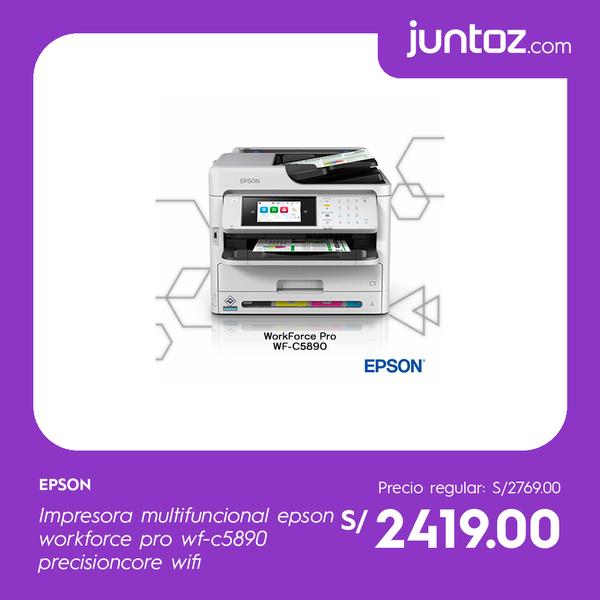 juntoz.com
EPSON
C1
A
WorkForce Pro
WF-C5890
EPSON
EPSON
Precio regular: S/2769.00
Impresora multifuncional epson
workforce pro wf-c5890
precisioncore wifi
S/ 2419.00